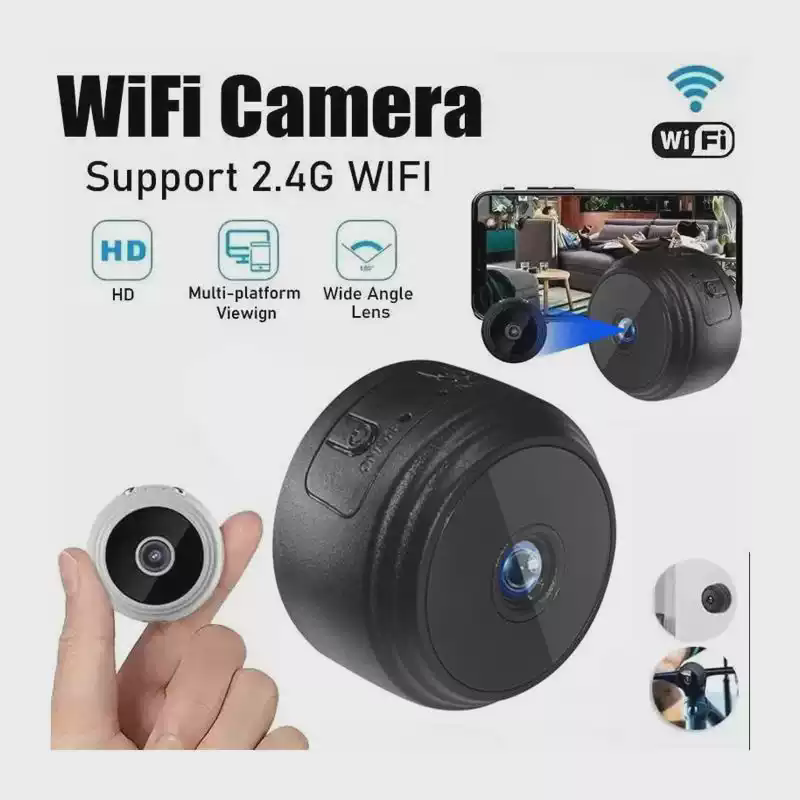 WiFi Camera
Wi Fi
Support 2.4G WIFI
HD
HD
Multi-platform
Viewign
Wide Angle
Lens